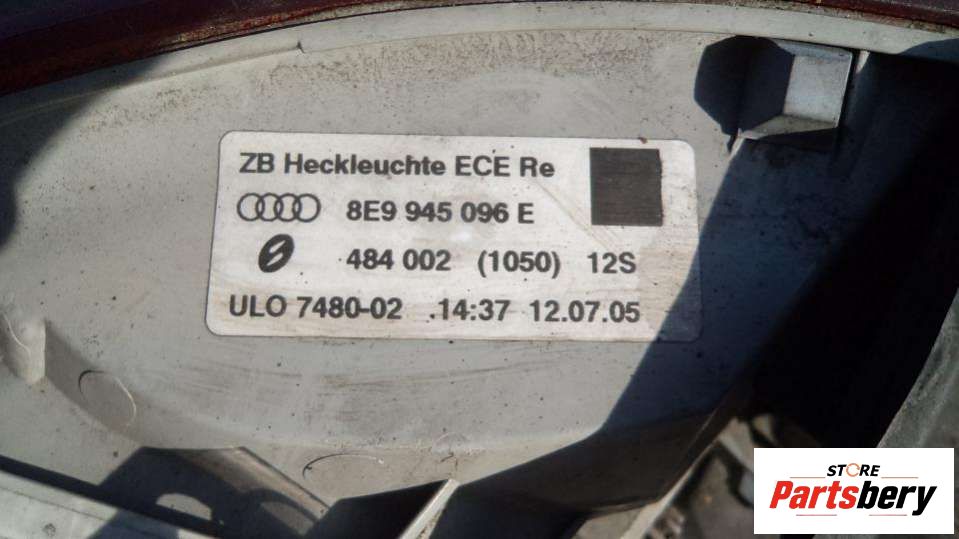 ZB Heckleuchte ECE Re
8E9 945 096 E
484 002 (1050) 12S
ULO 7480-02 14:37 12.07.05
STORE
Partsbery